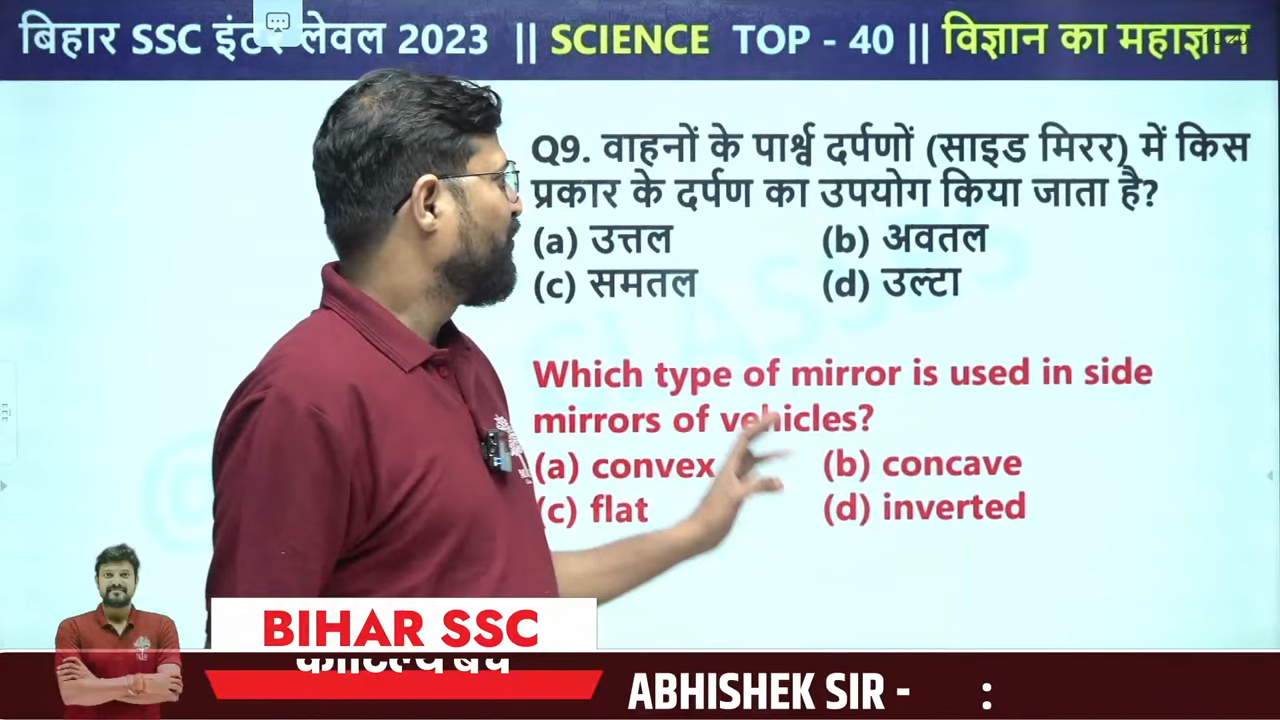 बिहार SSC इंटर लेवल 2023 || SCIENCE TOP - 40 || विज्ञान का महाज्ञान
Q9. वाहनों के पार्श्व दर्पणों (साइड मिरर) में किस
प्रकार के दर्पण का उपयोग किया जाता है?
(a) उत्तल (b) अवतल
(c) समतल (d) उल्टा
Which type of mirror is used in side
mirrors of vehicles?
(a) convex (b) concave
(c) flat (d) inverted
BIHAR SSC
ABHISHEK SIR - :